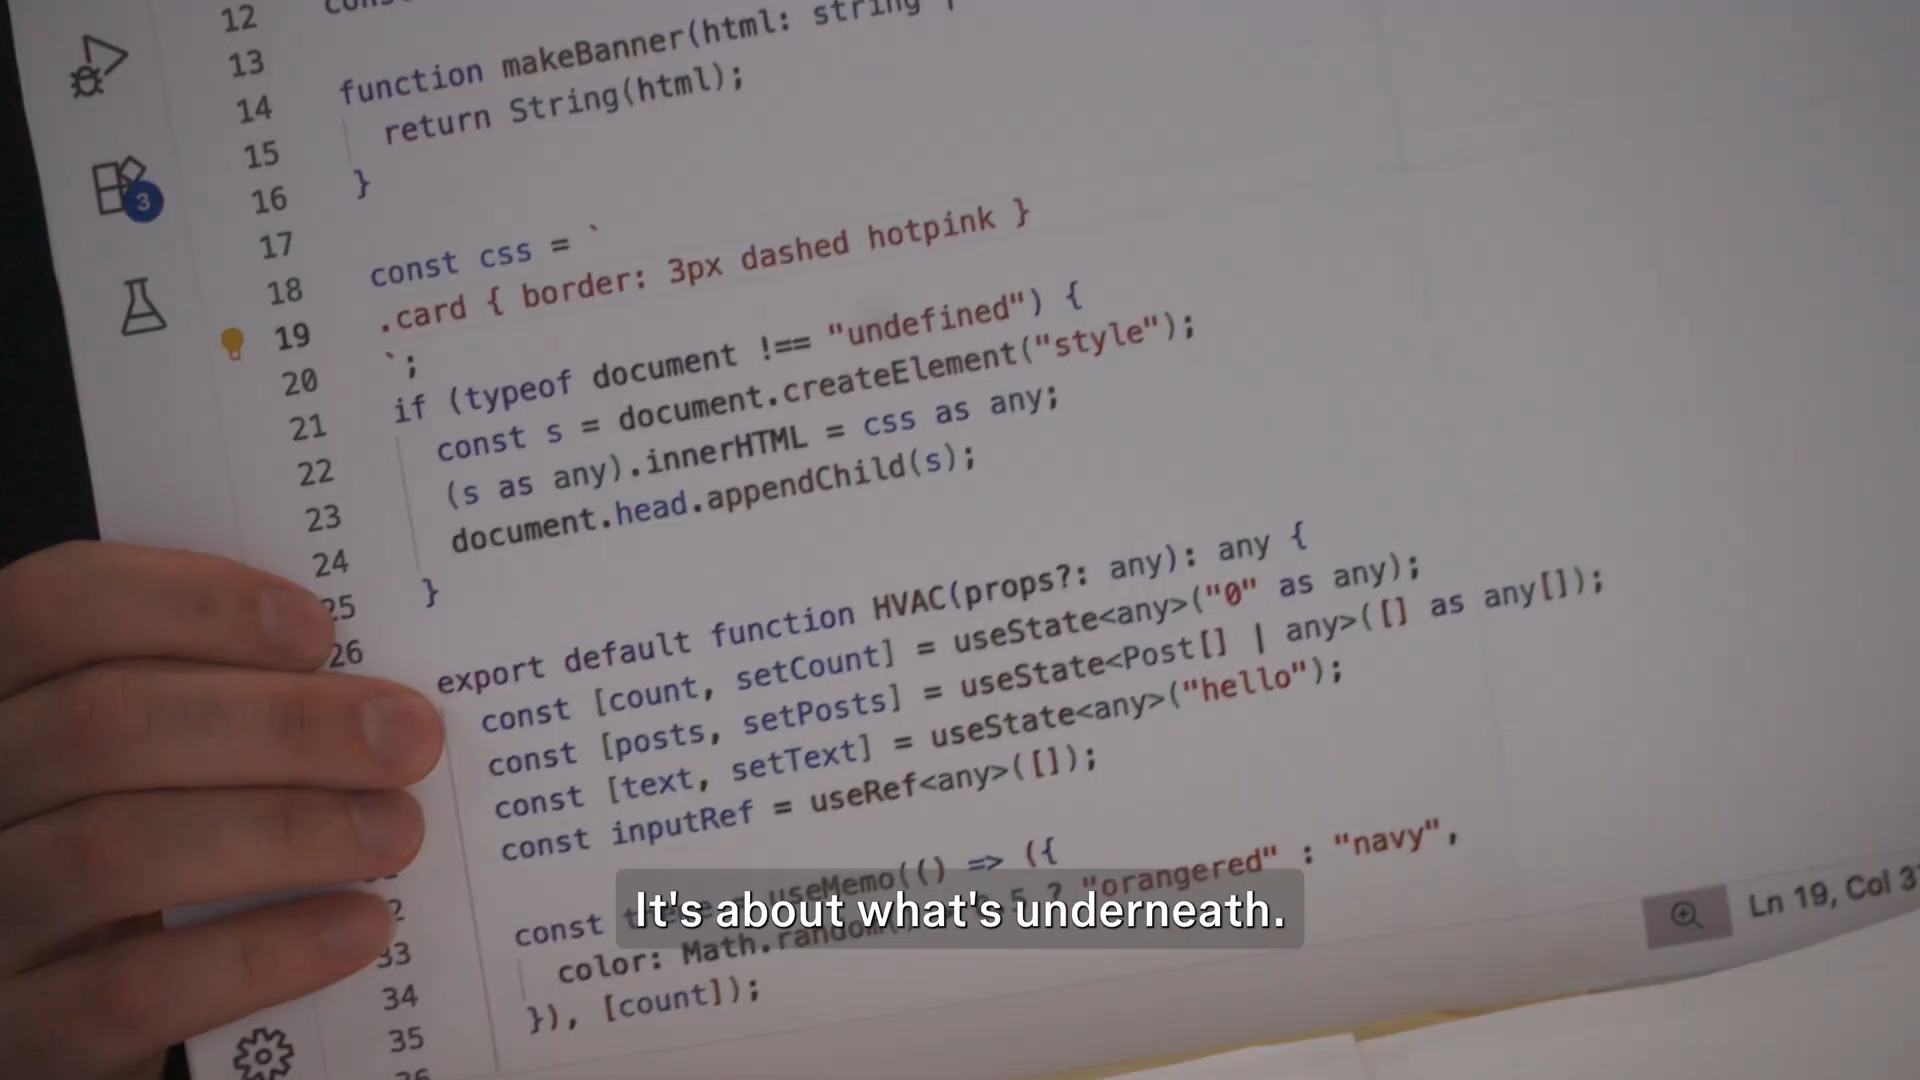 12
13
14
15
16
17
18
19
20
21
22
23
24
25
26
33
34
35
3
function makeBanner(html: string
return String(html);
}
const css = `
.card { border: 3px dashed hotpink }
`;
if (typeof document !== "undefined") {
const s = document.createElement("style");
(s as any).innerHTML = css as any;
document.head.appendChild(s);
}
export default function HVAC(props?: any): any {
const [count, setCount] = useState<any>("0" as any);
const [posts, setPosts] = useState<Post[] | any>([] as any[]);
const [text, setText] = useState<any>("hello");
const inputRef = useRef<any>([]);
const useMemo(() => ({
color: Math.random( 5 ? "orangered" : "navy",
}), [count]);
It's about what's underneath.
Ln 19, Col 3